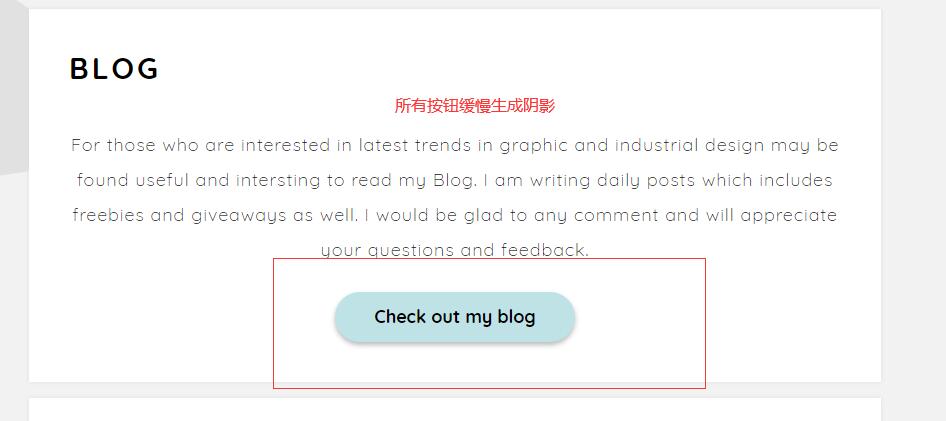 BLOG
所有按钮缓慢生成阴影
For those who are interested in latest trends in graphic and industrial design may be
found useful and intersting to read my Blog. I am writing daily posts which includes
freebies and giveaways as well. I would be glad to any comment and will appreciate
your questions and feedback.
Check out my blog